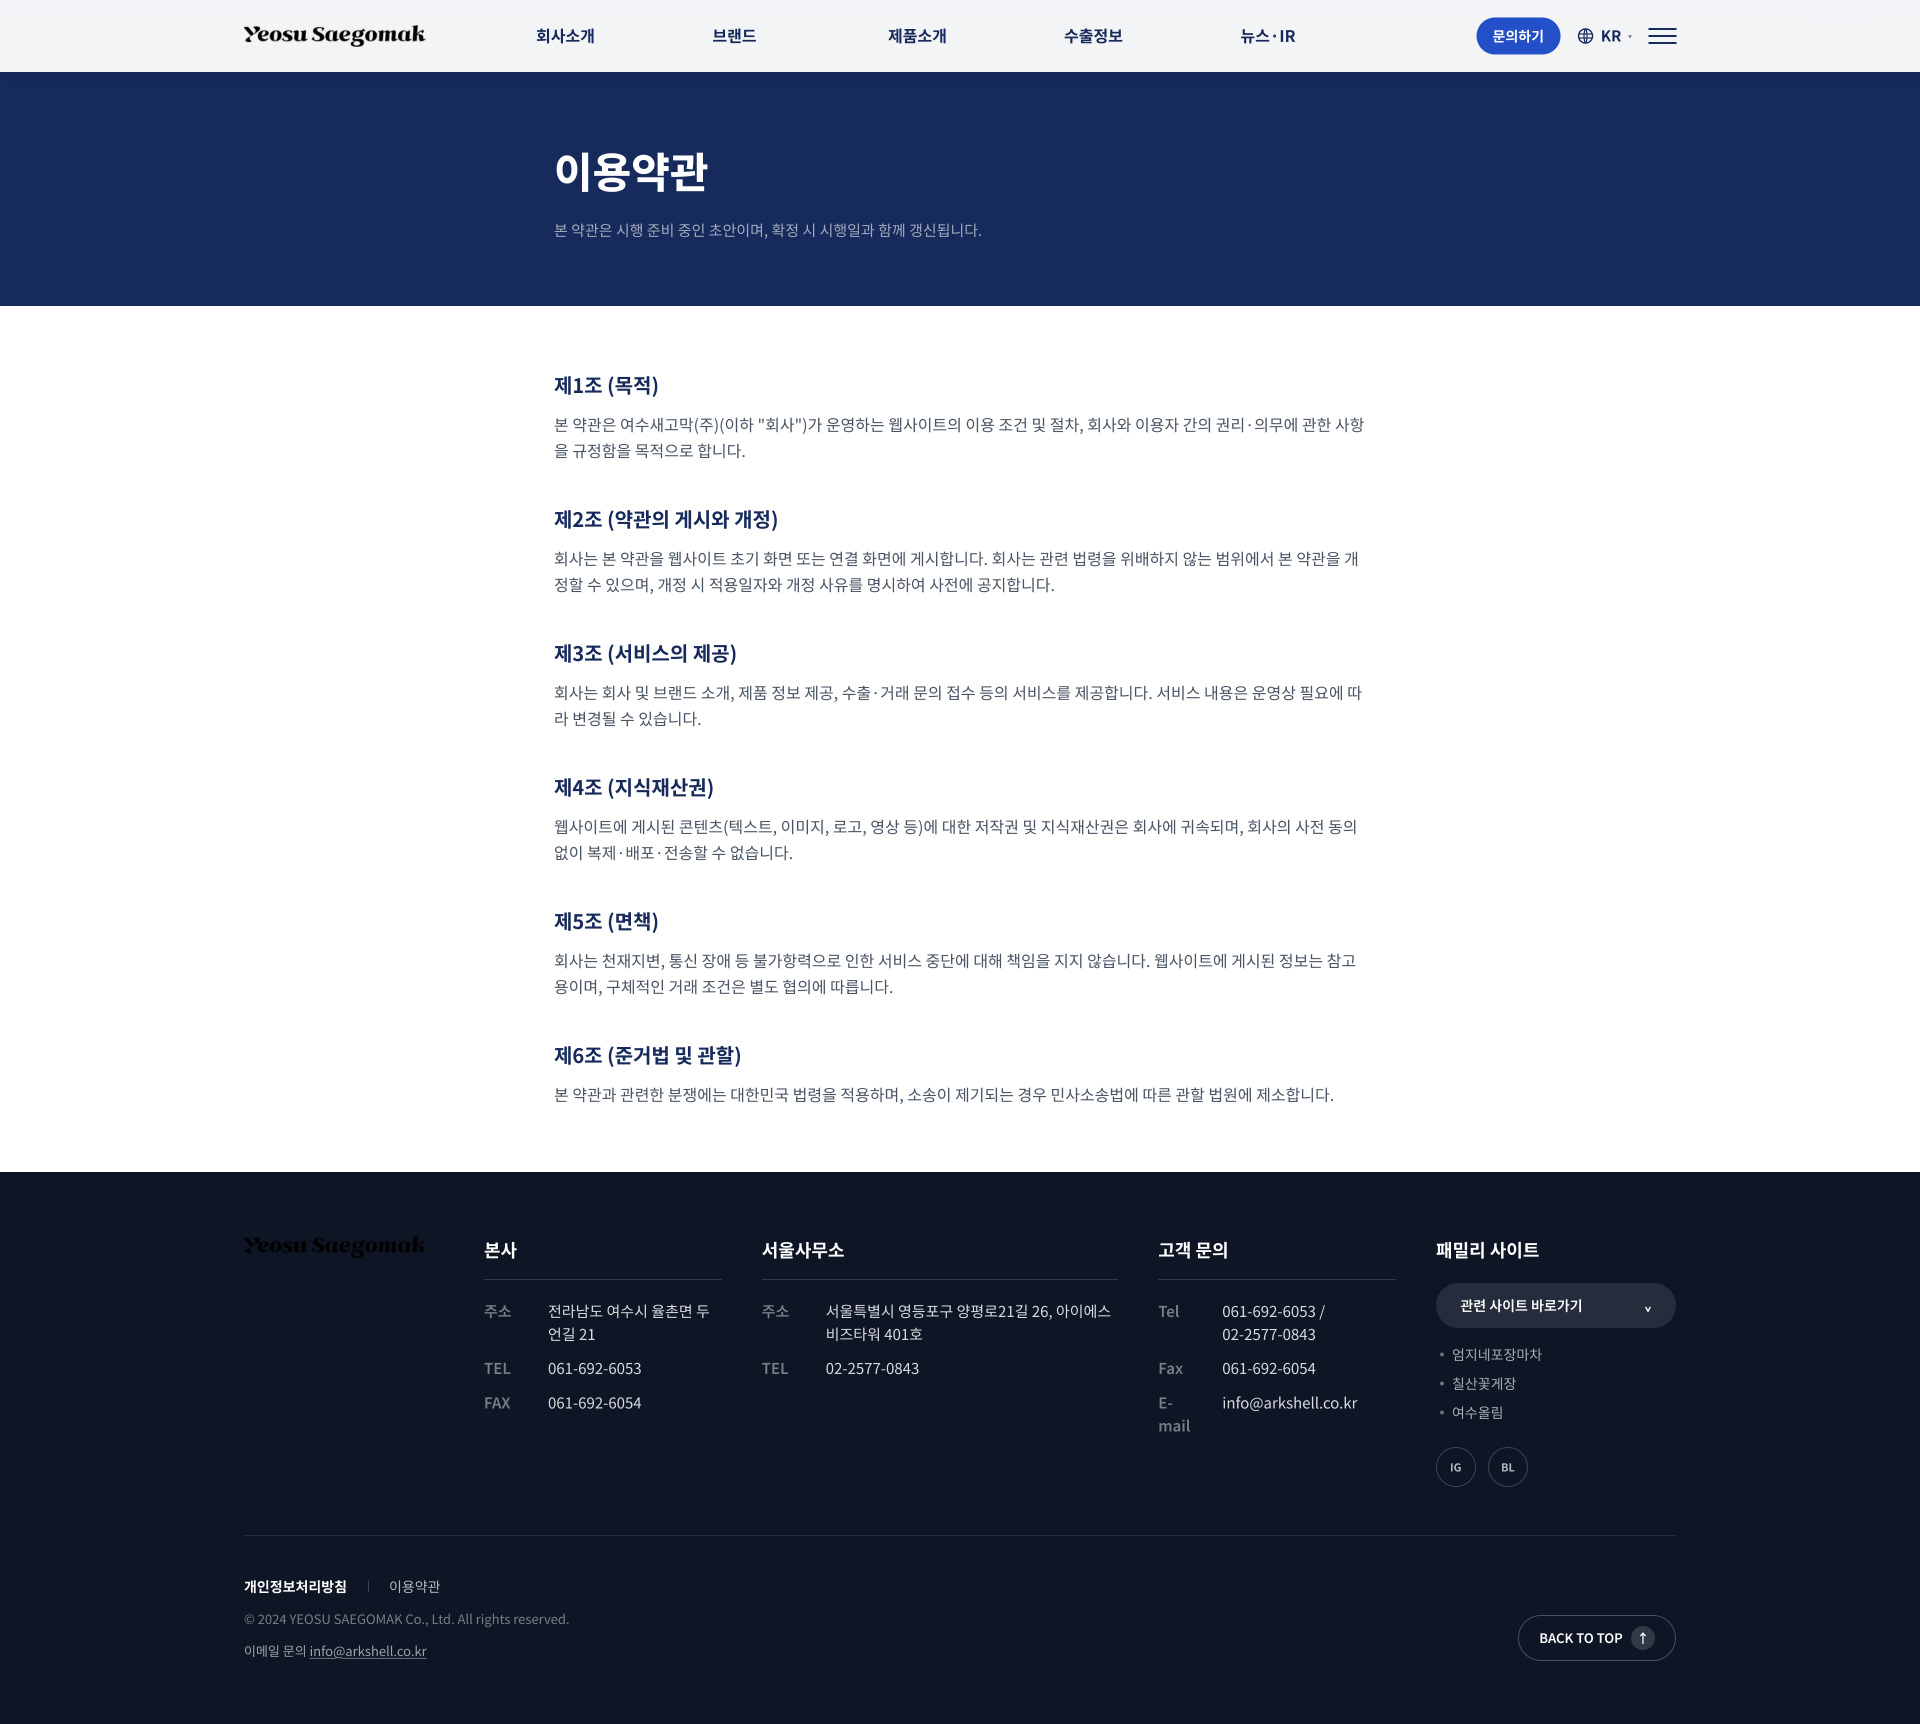 Yeosu Saegomak
회사소개
브랜드
제품소개
수출정보
뉴스·IR
문의하기
KR
이용약관
본 약관은 시행 준비 중인 초안이며, 확정 시 시행일과 함께 갱신됩니다.
제1조 (목적)
본 약관은 여수새고막(주)(이하 "회사")가 운영하는 웹사이트의 이용 조건 및 절차, 회사와 이용자 간의 권리·의무에 관한 사항
을 규정함을 목적으로 합니다.
제2조 (약관의 게시와 개정)
회사는 본 약관을 웹사이트 초기 화면 또는 연결 화면에 게시합니다. 회사는 관련 법령을 위배하지 않는 범위에서 본 약관을 개
정할 수 있으며, 개정 시 적용일자와 개정 사유를 명시하여 사전에 공지합니다.
제3조 (서비스의 제공)
회사는 회사 및 브랜드 소개, 제품 정보 제공, 수출·거래 문의 접수 등의 서비스를 제공합니다. 서비스 내용은 운영상 필요에 따
라 변경될 수 있습니다.
제4조 (지식재산권)
웹사이트에 게시된 콘텐츠(텍스트, 이미지, 로고, 영상 등)에 대한 저작권 및 지식재산권은 회사에 귀속되며, 회사의 사전 동의
없이 복제·배포·전송할 수 없습니다.
제5조 (면책)
회사는 천재지변, 통신 장애 등 불가항력으로 인한 서비스 중단에 대해 책임을 지지 않습니다. 웹사이트에 게시된 정보는 참고
용이며, 구체적인 거래 조건은 별도 협의에 따릅니다.
제6조 (준거법 및 관할)
본 약관과 관련한 분쟁에는 대한민국 법령을 적용하며, 소송이 제기되는 경우 민사소송법에 따른 관할 법원에 제소합니다.
Yeosu Saegomak
본사
주소 전라남도 여수시 율촌면 두
언길 21
TEL 061-692-6053
FAX 061-692-6054
서울사무소
주소 서울특별시 영등포구 양평로21길 26, 아이에스
비즈타워 401호
TEL 02-2577-0843
고객 문의
Tel 061-692-6053 /
02-2577-0843
Fax 061-692-6054
E- info@arkshell.co.kr
mail
패밀리 사이트
관련 사이트 바로가기
• 엄지네포장마차
• 칠산꽃게장
• 여수올림
IG
BL
개인정보처리방침
이용약관
© 2024 YEOSU SAEGOMAK Co., Ltd. All rights reserved.
이메일 문의 info@arkshell.co.kr
BACK TO TOP ↑